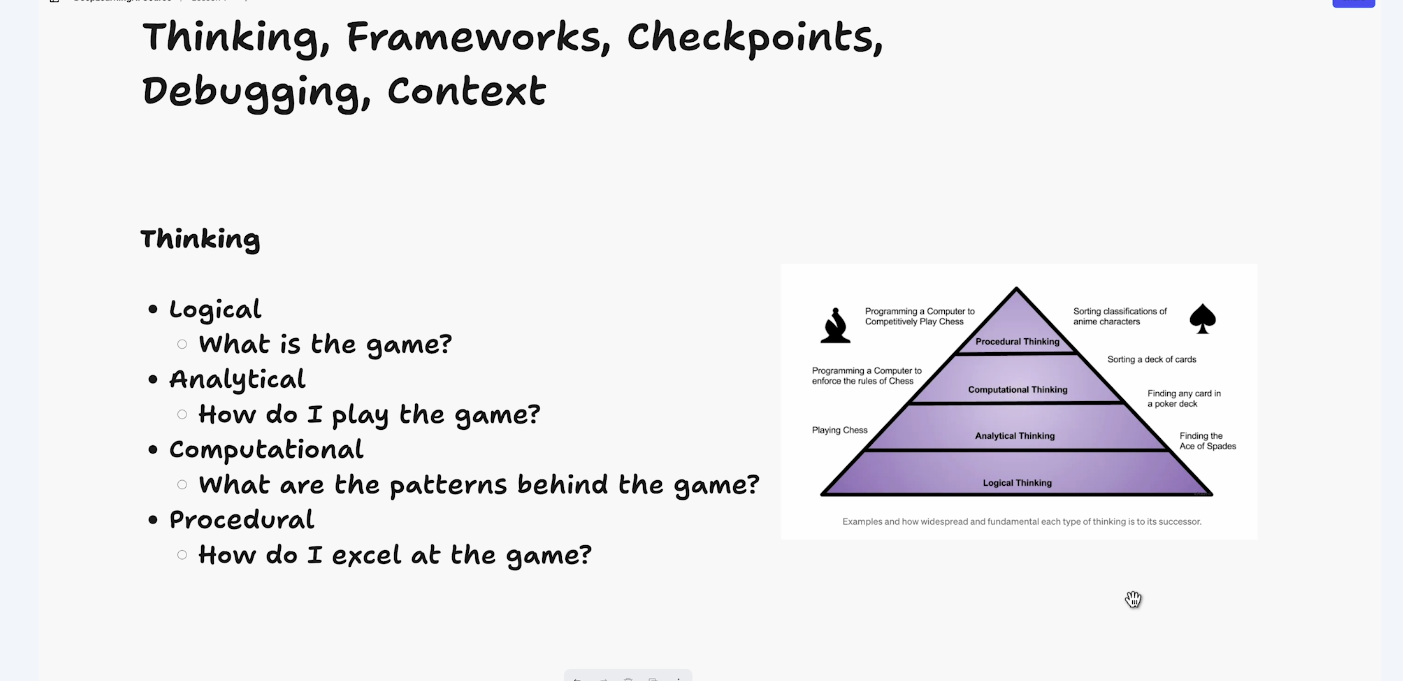 Thinking, Frameworks, Checkpoints,
Debugging, Context
Thinking
• Logical
○ What is the game?
• Analytical
○ How do I play the game?
• Computational
○ What are the patterns behind the game?
• Procedural
○ How do I excel at the game?
Programming a Computer to
Competitively Play Chess
Sorting classifications of
anime characters
Procedural Thinking
Sorting a deck of cards
Programming a Computer to
enforce the rules of Chess
Computational Thinking
Finding any card in
a poker deck
Playing Chess
Analytical Thinking
Finding the
Ace of Spades
Logical Thinking
Examples and how widespread and fundamental each type of thinking is to its successor.